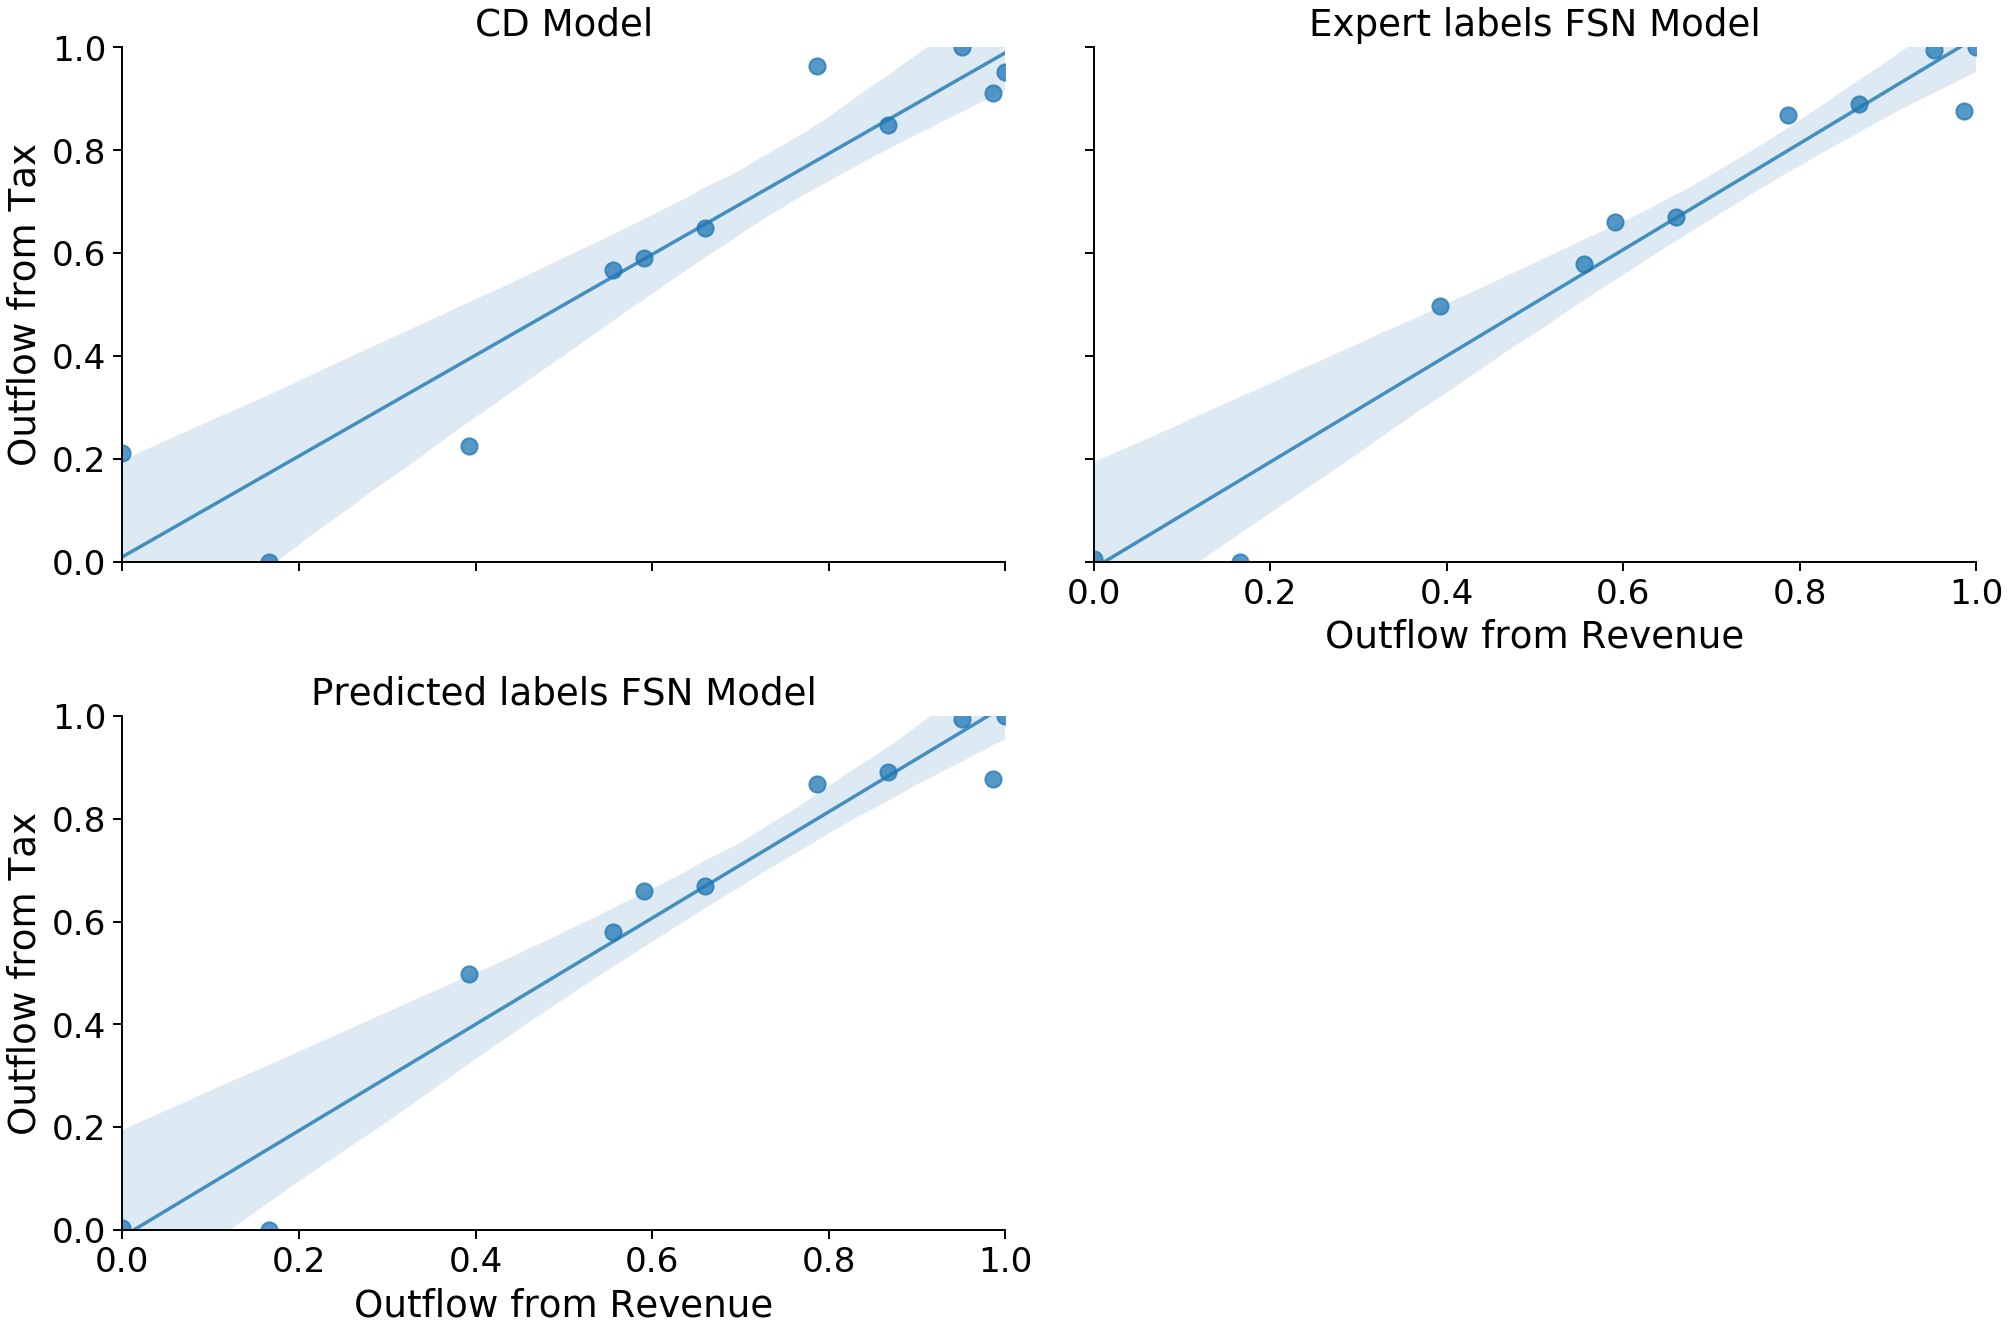 CD Model
Expert labels FSN Model
1.0
0.8
0.6
0.4
0.2
0.0
Outflow from Tax
0.0 0.2 0.4 0.6 0.8 1.0
Outflow from Revenue
Predicted labels FSN Model
1.0
0.8
0.6
0.4
0.2
0.0
Outflow from Tax
0.0 0.2 0.4 0.6 0.8 1.0
Outflow from Revenue